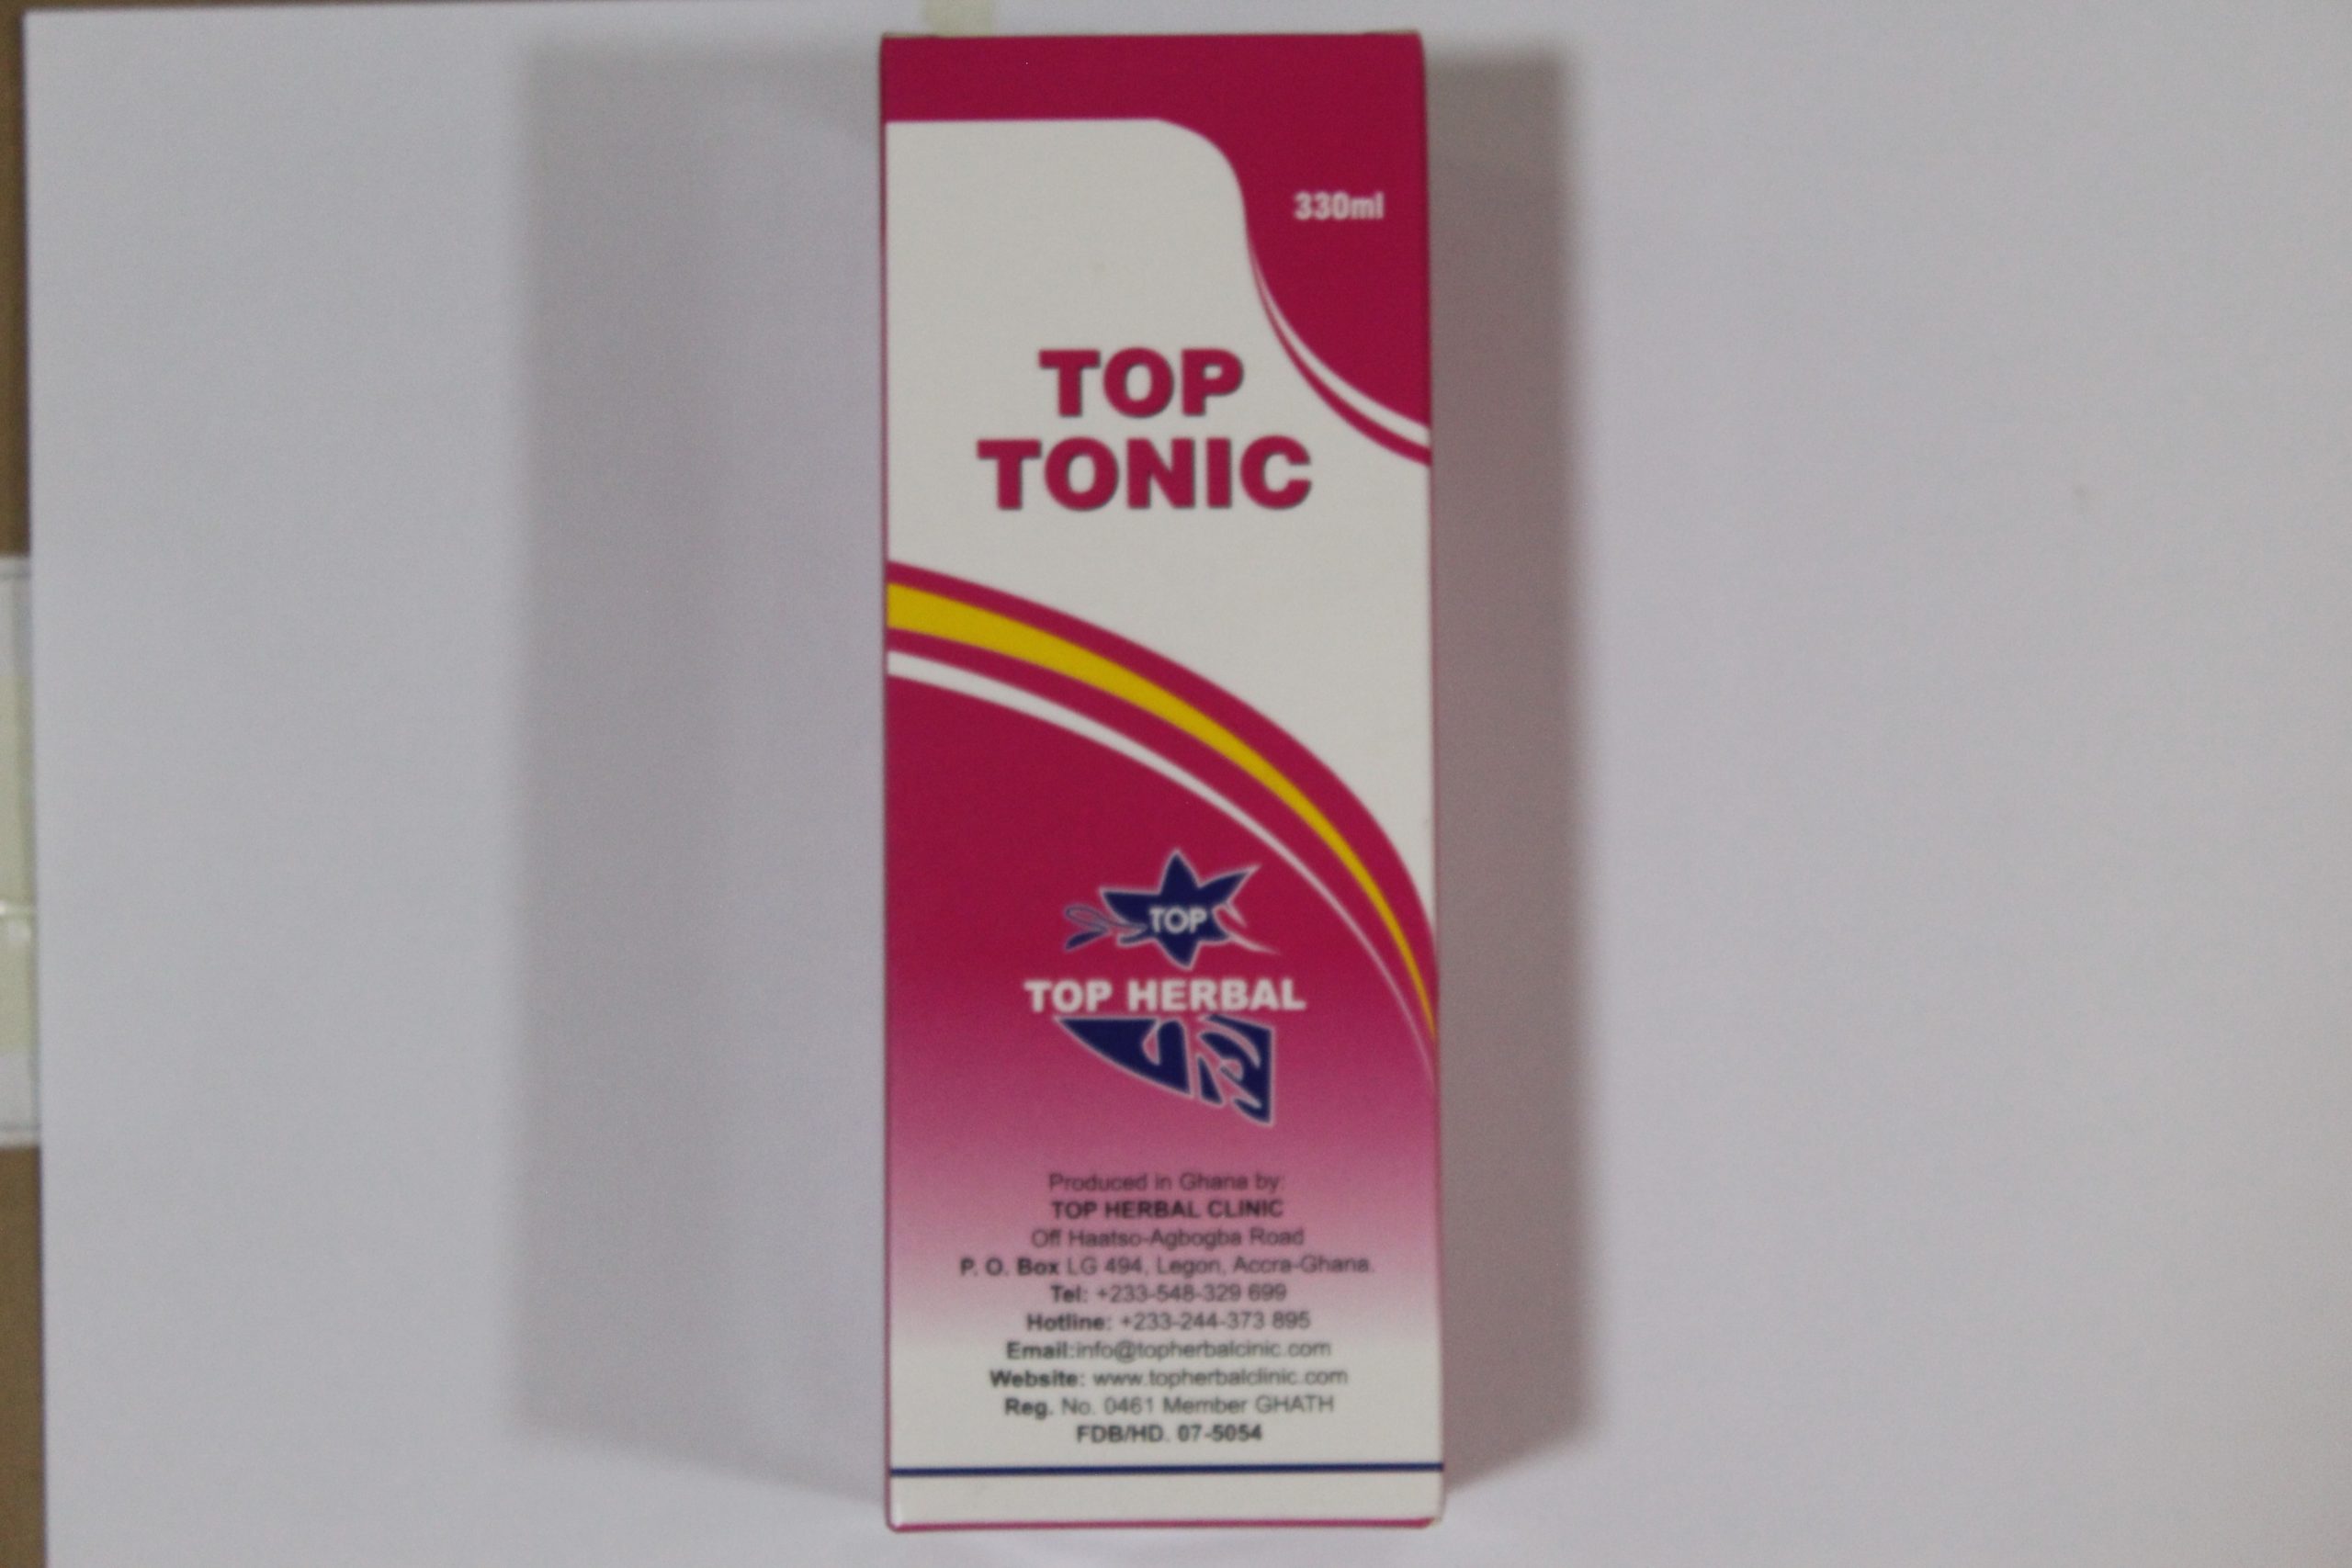 330ml
TOP
TONIC
TOP
TOP HERBAL
Produced in Ghana by:
TOP HERBAL CLINIC
Off Haatso-Agbogba Road
P. O. Box LG 494, Legon, Accra-Ghana.
Tel: +233-548-329 699
Hotline: +233-244-373 895
Email:info@topherbalcinic.com
Website: www.topherbalclinic.com
Reg. No. 0461 Member GHATH
FDB/HD. 07-5054